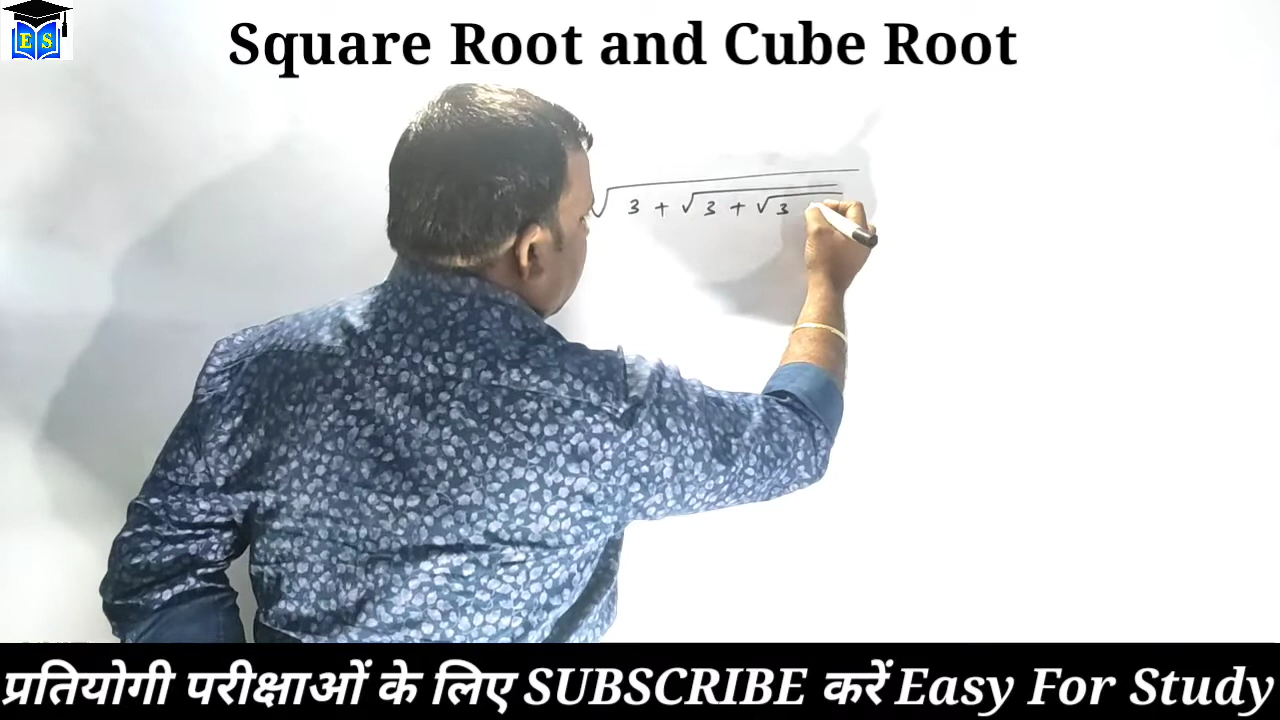 E S
Square Root and Cube Root
√3 + √3 + √3
प्रतियोगी परीक्षाओं के लिए SUBSCRIBE करें Easy For Study